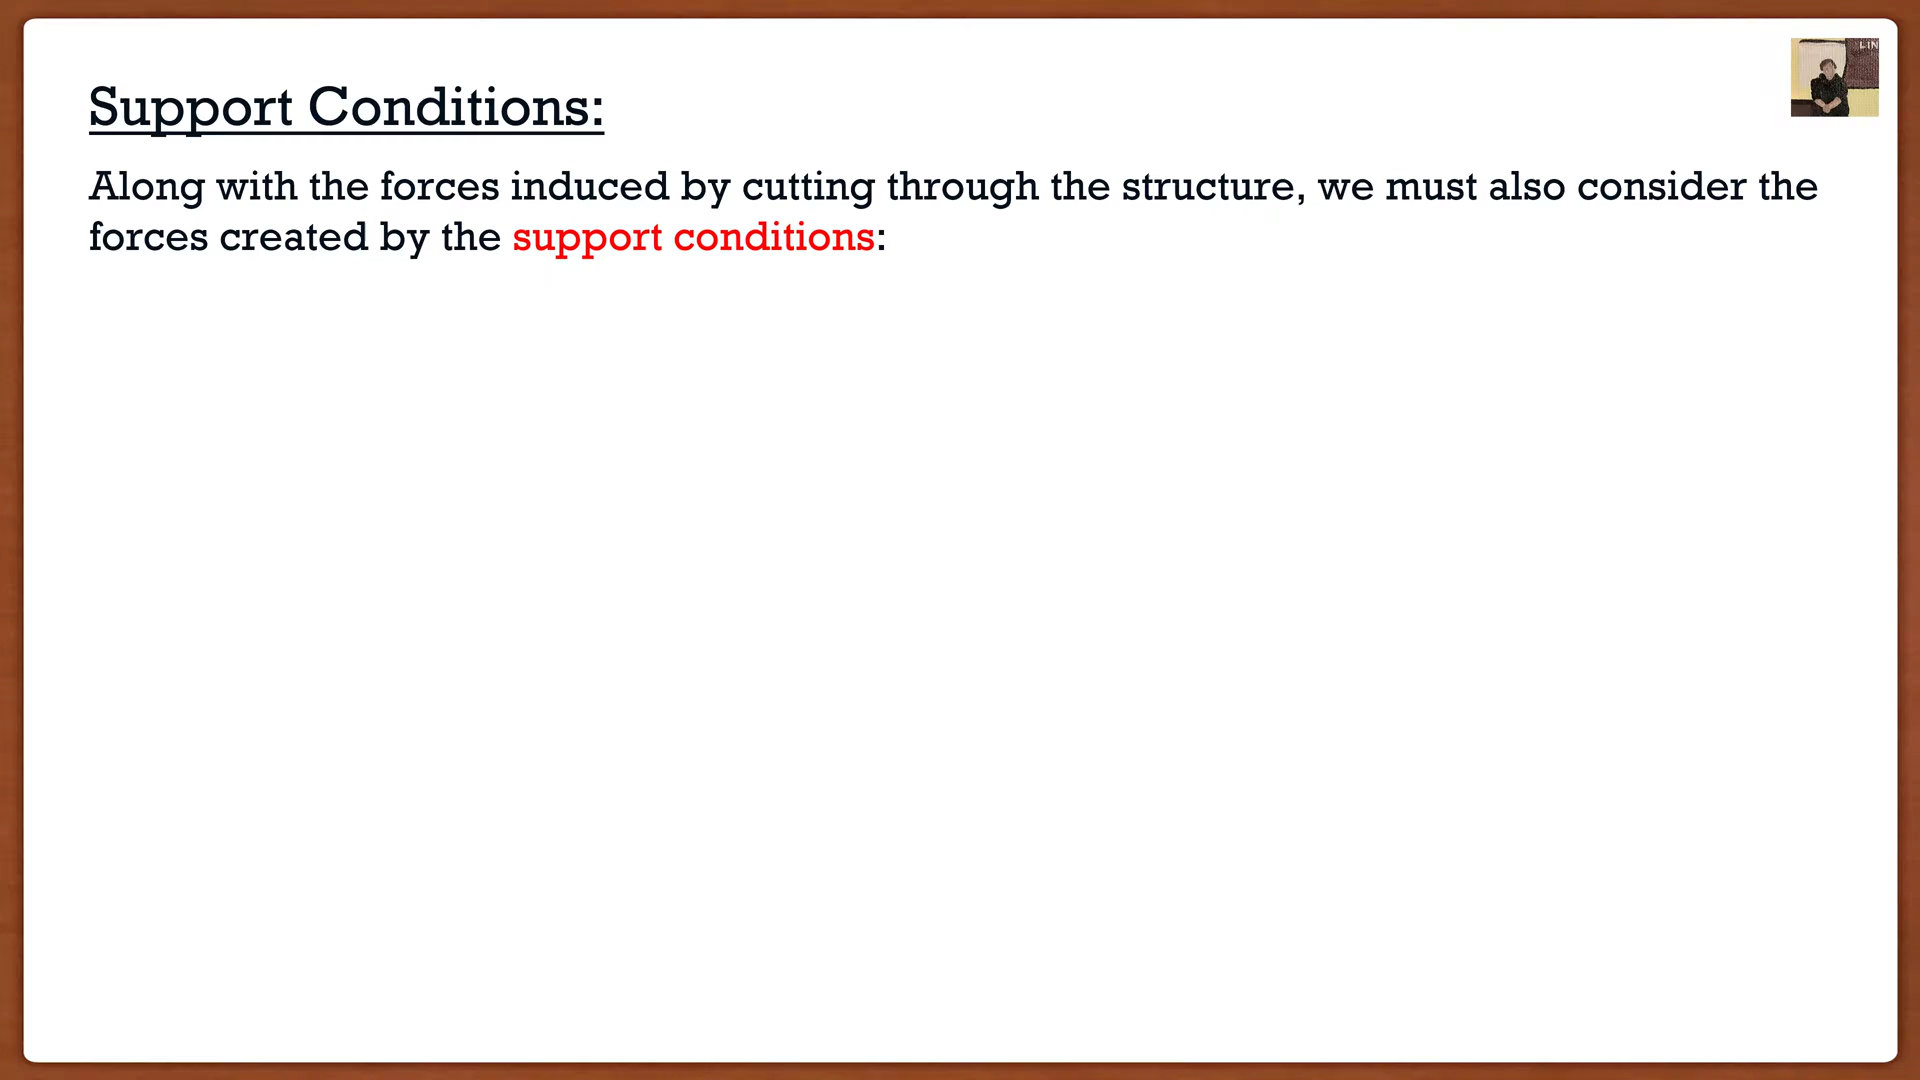 Support Conditions:
Along with the forces induced by cutting through the structure, we must also consider the
forces created by the support conditions:
LIN